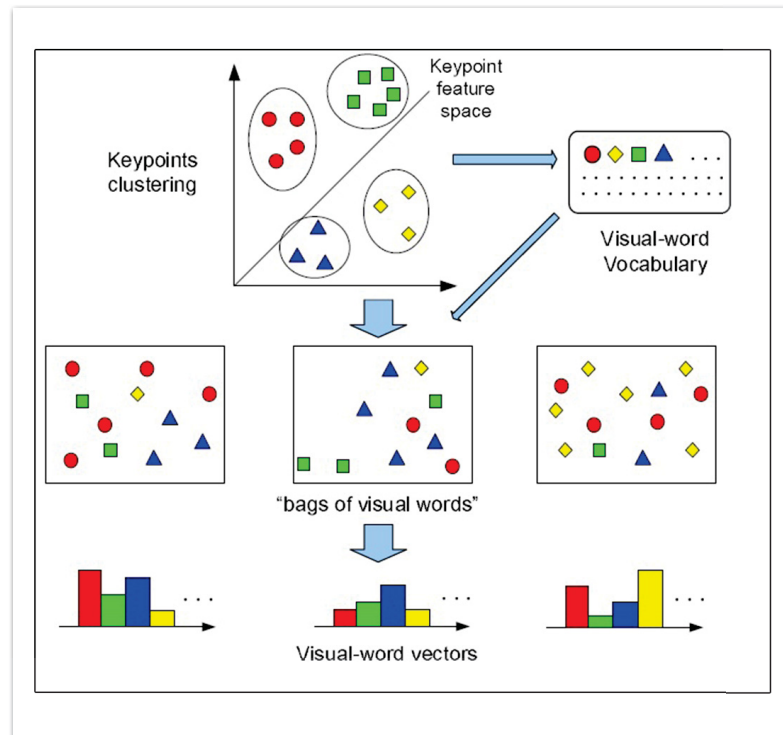 Keypoint
feature
space
Keypoints
clustering
Visual-word
Vocabulary
“bags of visual words”
Visual-word vectors